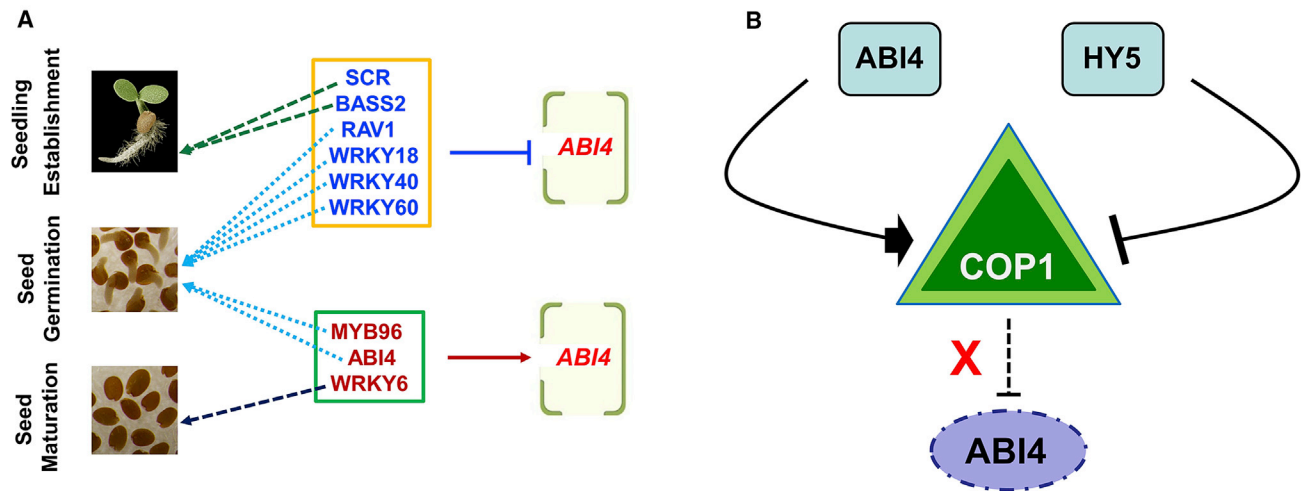 A
Seedling
Establishment
SCR
BASS2
RAV1
WRKY18
WRKY40
WRKY60
ABI4
Seed
Germination
MYB96
ABI4
WRKY6
ABI4
Seed
Maturation
B
ABI4
HY5
COP1
X
ABI4